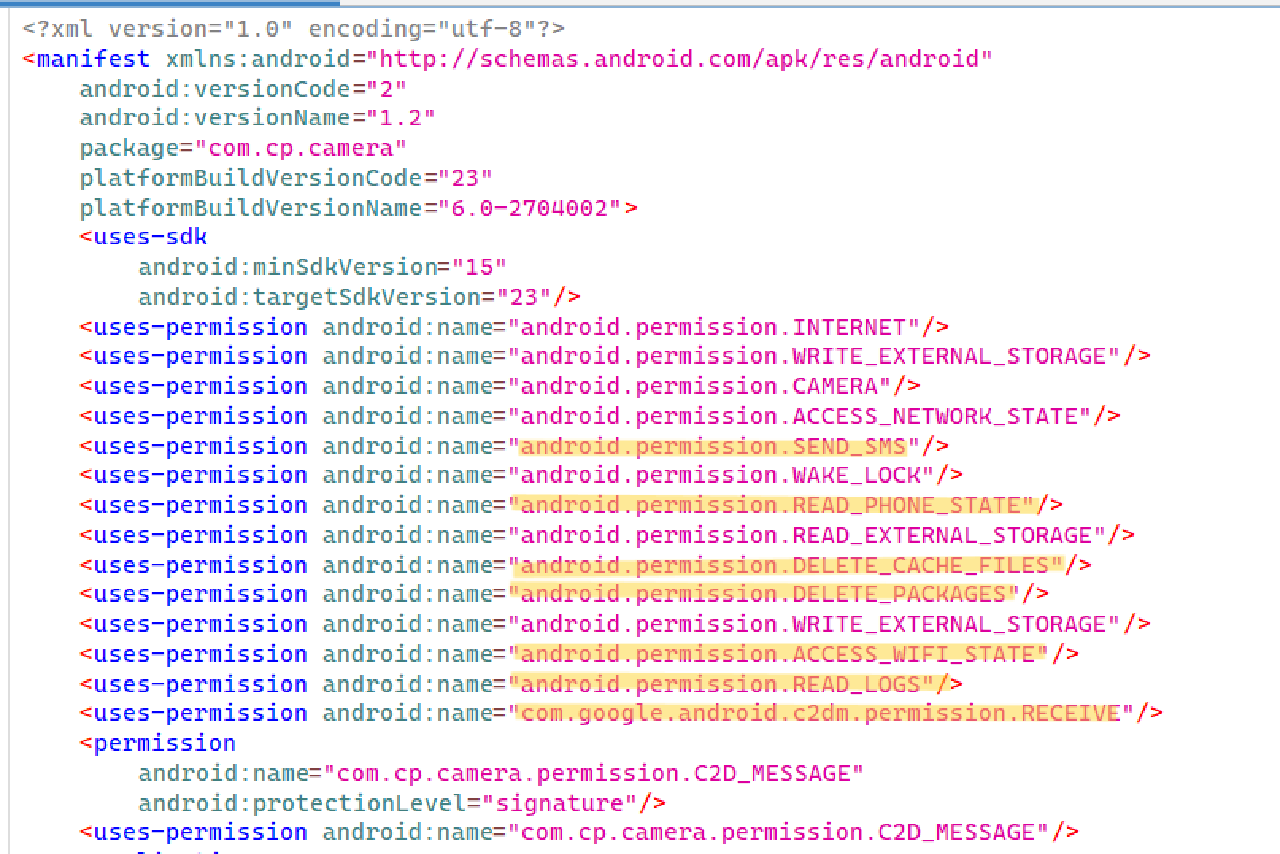 <?xml version="1.0" encoding="utf-8"?>
<manifest xmlns:android="http://schemas.android.com/apk/res/android"
android:versionCode="2"
android:versionName="1.2"
package="com.cp.camera"
platformBuildVersionCode="23"
platformBuildVersionName="6.0-2704002">
<uses-sdk
android:minSdkVersion="15"
android:targetSdkVersion="23"/>
<uses-permission android:name="android.permission.INTERNET"/>
<uses-permission android:name="android.permission.WRITE_EXTERNAL_STORAGE"/>
<uses-permission android:name="android.permission.CAMERA"/>
<uses-permission android:name="android.permission.ACCESS_NETWORK_STATE"/>
<uses-permission android:name="android.permission.SEND_SMS"/>
<uses-permission android:name="android.permission.WAKE_LOCK"/>
<uses-permission android:name="android.permission.READ_PHONE_STATE"/>
<uses-permission android:name="android.permission.READ_EXTERNAL_STORAGE"/>
<uses-permission android:name="android.permission.DELETE_CACHE_FILES"/>
<uses-permission android:name="android.permission.DELETE_PACKAGES"/>
<uses-permission android:name="android.permission.WRITE_EXTERNAL_STORAGE"/>
<uses-permission android:name="android.permission.ACCESS_WIFI_STATE"/>
<uses-permission android:name="android.permission.READ_LOGS"/>
<uses-permission android:name="com.google.android.c2dm.permission.RECEIVE"/>
<permission
android:name="com.cp.camera.permission.C2D_MESSAGE"
android:protectionLevel="signature"/>
<uses-permission android:name="com.cp.camera.permission.C2D_MESSAGE"/>